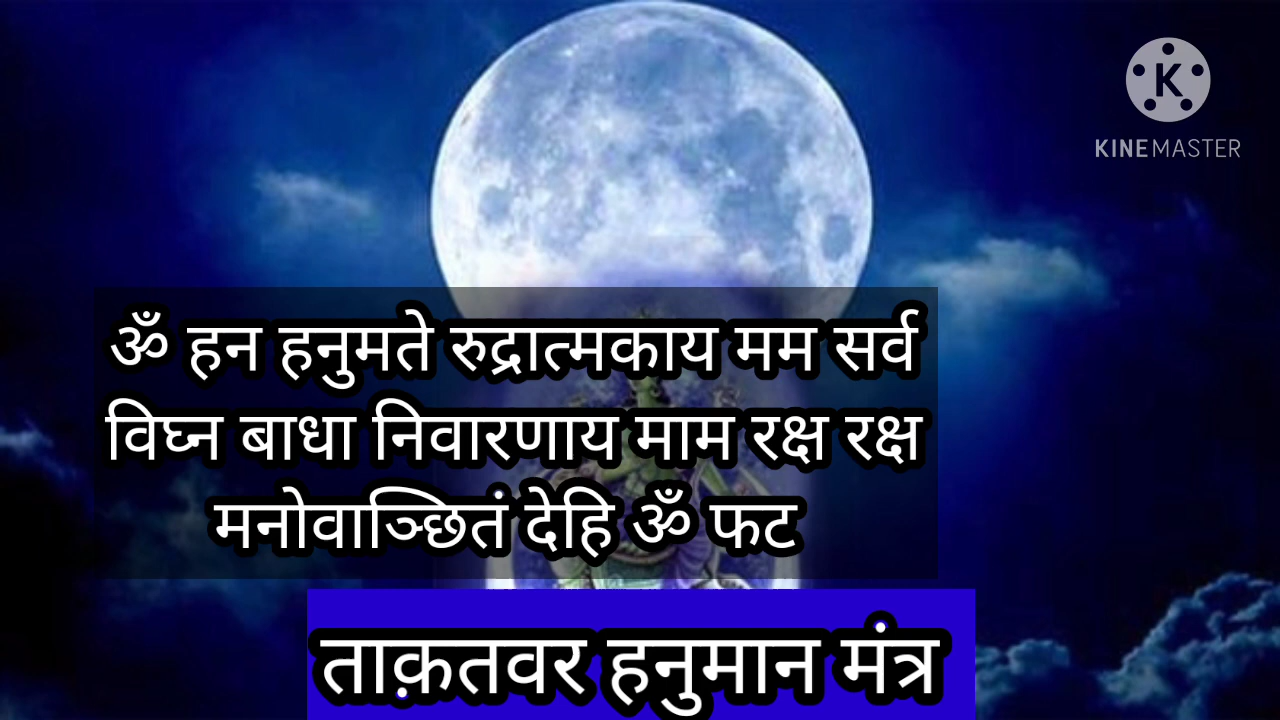 KINEMASTER
ॐ हन हनुमते रुद्रात्मकाय मम सर्व
विघ्न बाधा निवारणाय माम रक्ष रक्ष
मनोवाञ्छितं देहि ॐ फट
ताक़तवर हनुमान मंत्र